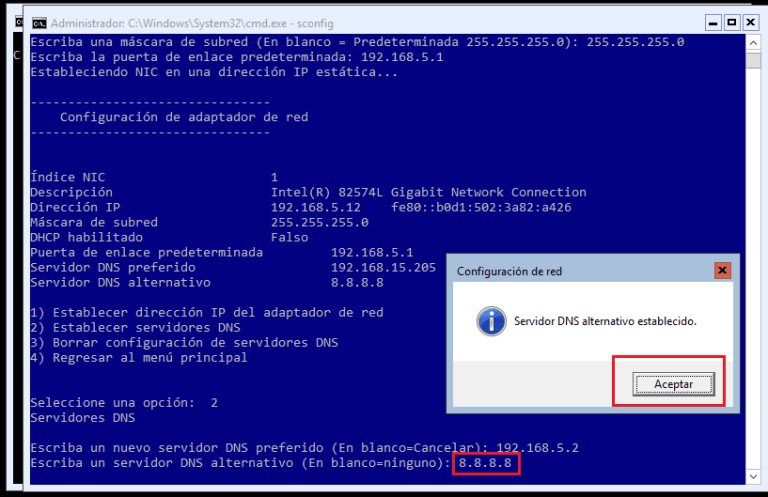 Administrador: C:\Windows\System32\cmd.exe - sconfig
Escriba una máscara de subred (En blanco = Predeterminada 255.255.255.0): 255.255.255.0
Escriba la puerta de enlace predeterminada: 192.168.5.1
Estableciendo NIC en una dirección IP estática...
--------------------------------
Configuración de adaptador de red
--------------------------------
Índice NIC 1
Descripción Intel(R) 82574L Gigabit Network Connection
Dirección IP 192.168.5.12 fe80::b0d1:502:3a82:a426
Máscara de subred 255.255.255.0
DHCP habilitado Falso
Puerta de enlace predeterminada 192.168.5.1
Servidor DNS preferido 192.168.15.205
Servidor DNS alternativo 8.8.8.8
1) Establecer dirección IP del adaptador de red
2) Establecer servidores DNS
3) Borrar configuración de servidores DNS
4) Regresar al menú principal
Seleccione una opción: 2
Servidores DNS
Escriba un nuevo servidor DNS preferido (En blanco=Cancelar): 192.168.5.2
Escriba un servidor DNS alternativo (En blanco=ninguno): 8.8.8.8
Configuración de red
Servidor DNS alternativo establecido.
Aceptar